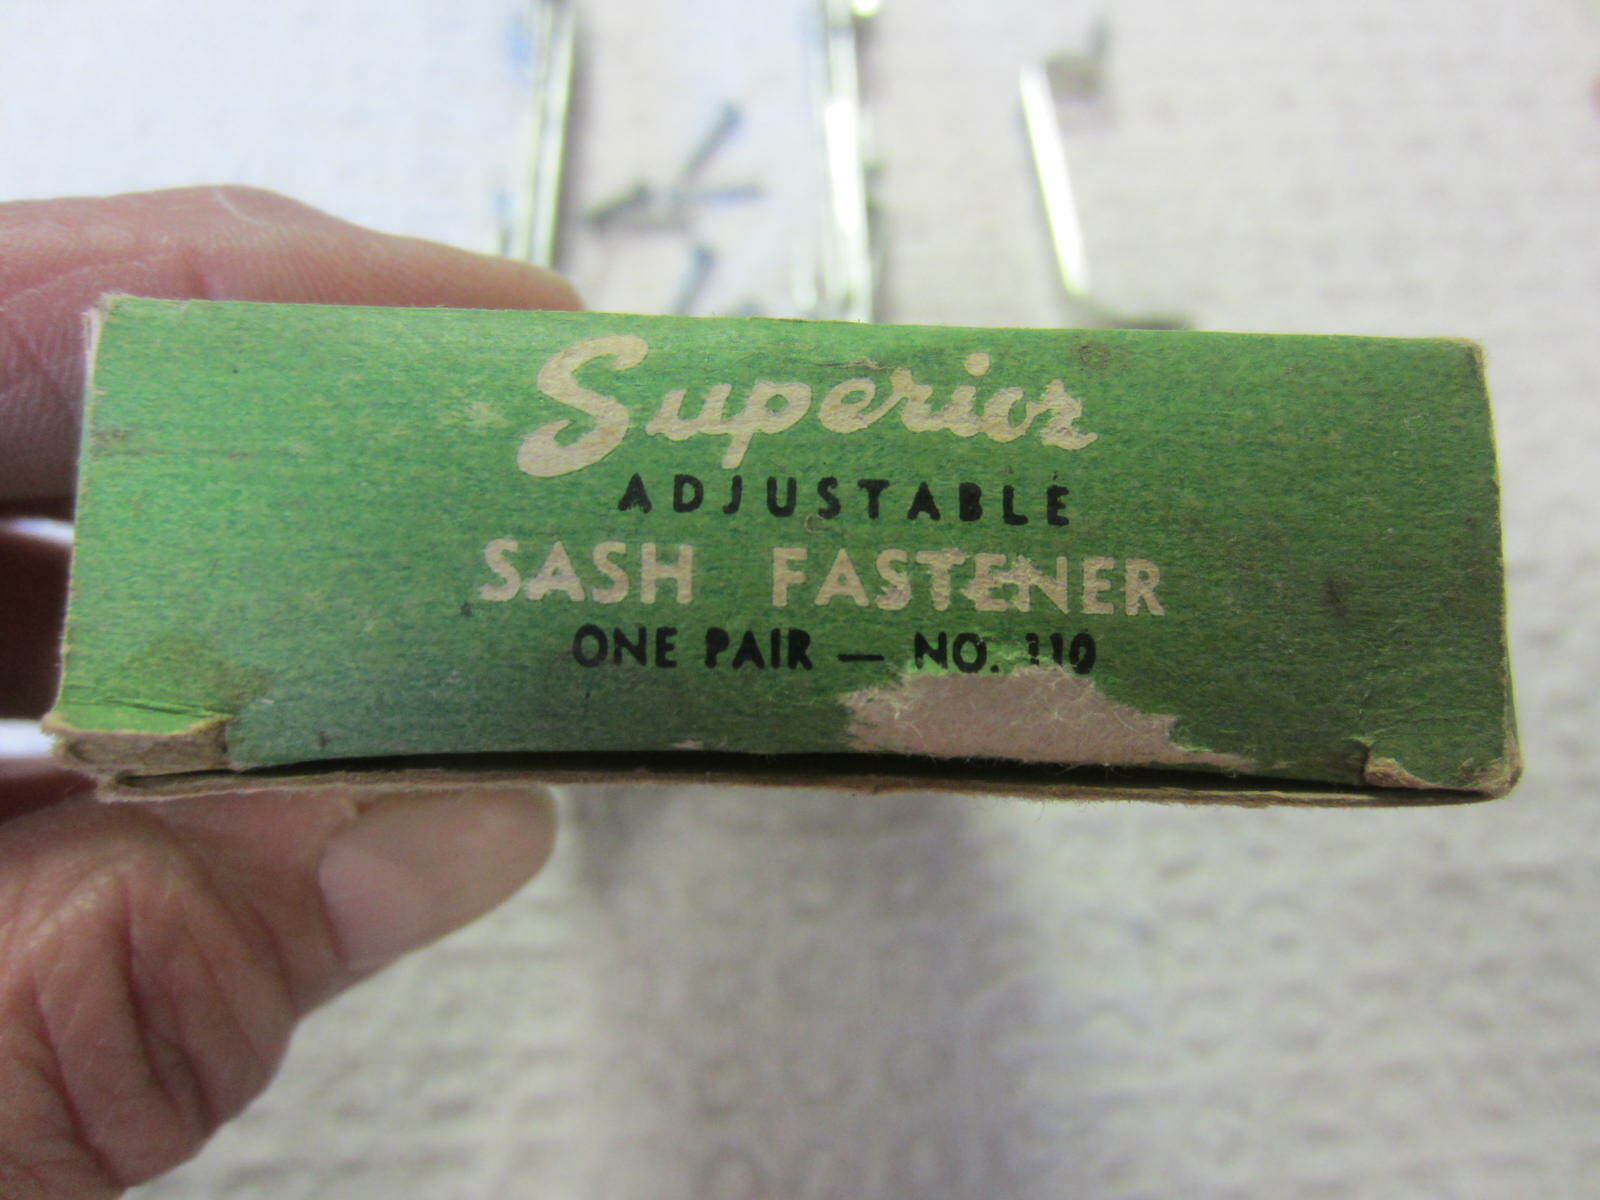 Superior
ADJUSTABLE
SASH FASTENER
ONE PAIR — NO. 110